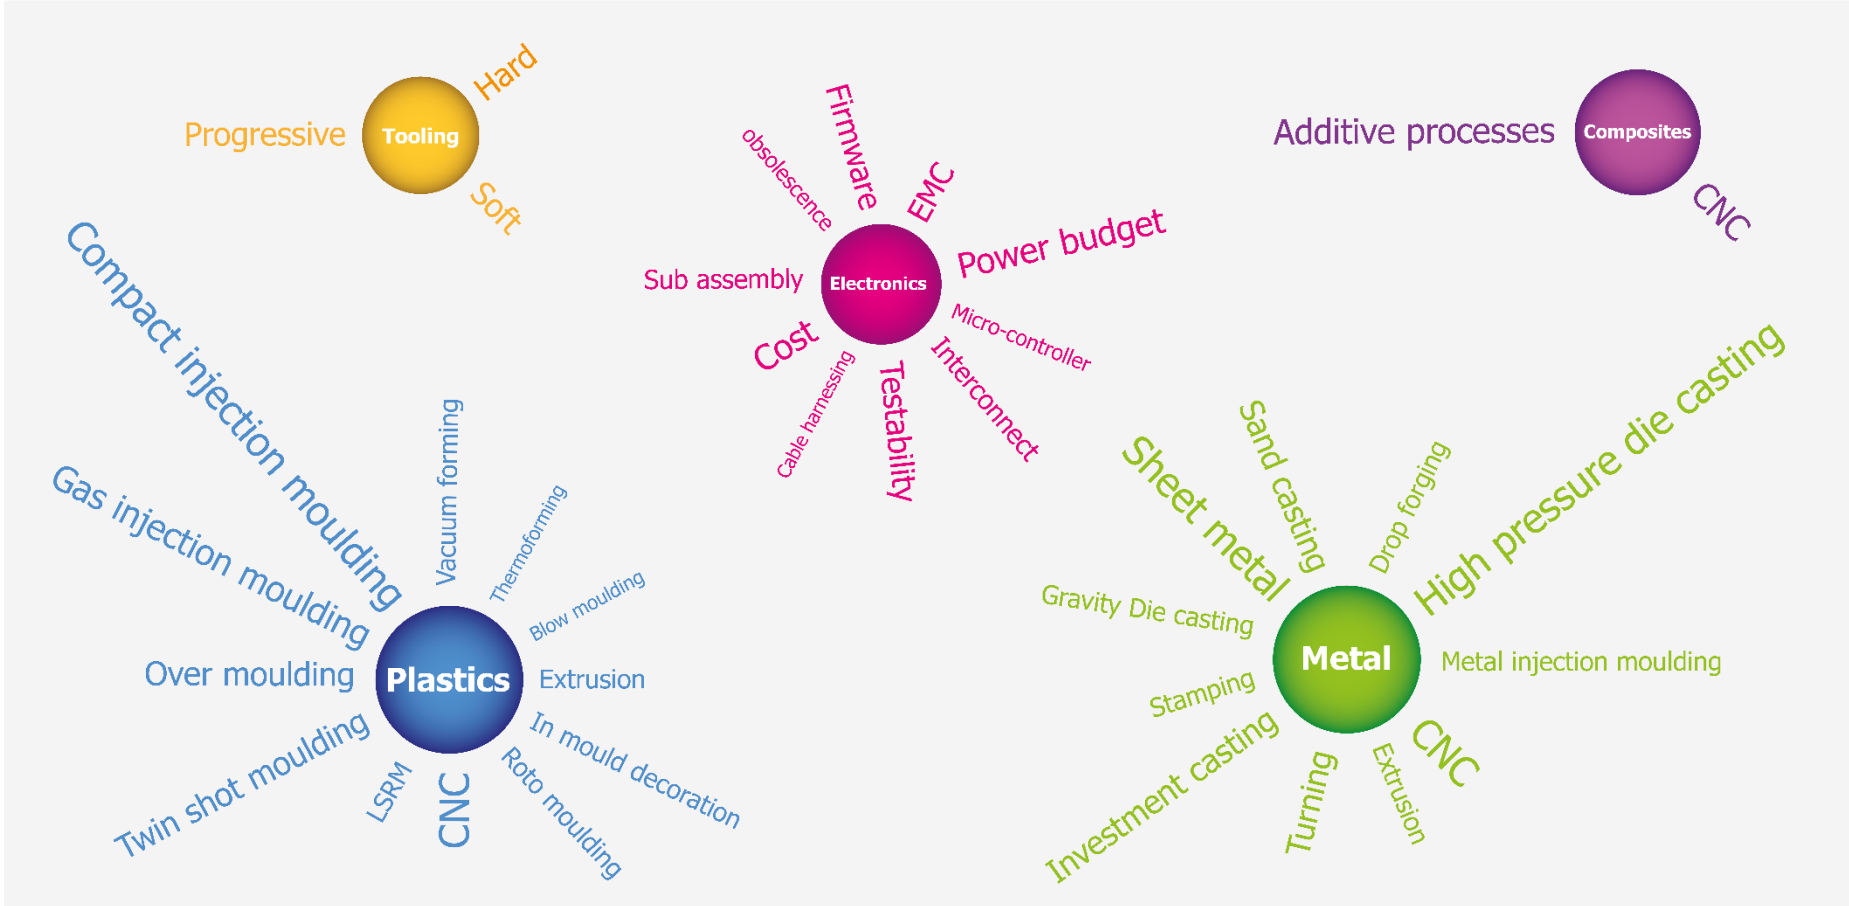 Tooling
Hard
Progressive
Soft
Electronics
Firmware
obsolescence
EMC
Power budget
Sub assembly
Micro-controller
Cost
Interconnect
Cable harnessing
Testability
Composites
Additive processes
CNC
Plastics
Compact injection moulding
Vacuum forming
Gas injection moulding
Thermoforming
Blow moulding
Over moulding
Extrusion
In mould decoration
Twin shot moulding
LSRM
CNC
Roto moulding
Metal
High pressure die casting
Sand casting
Sheet metal
Drop forging
Gravity Die casting
Metal injection moulding
Stamping
Investment casting
CNC
Turning
Extrusion